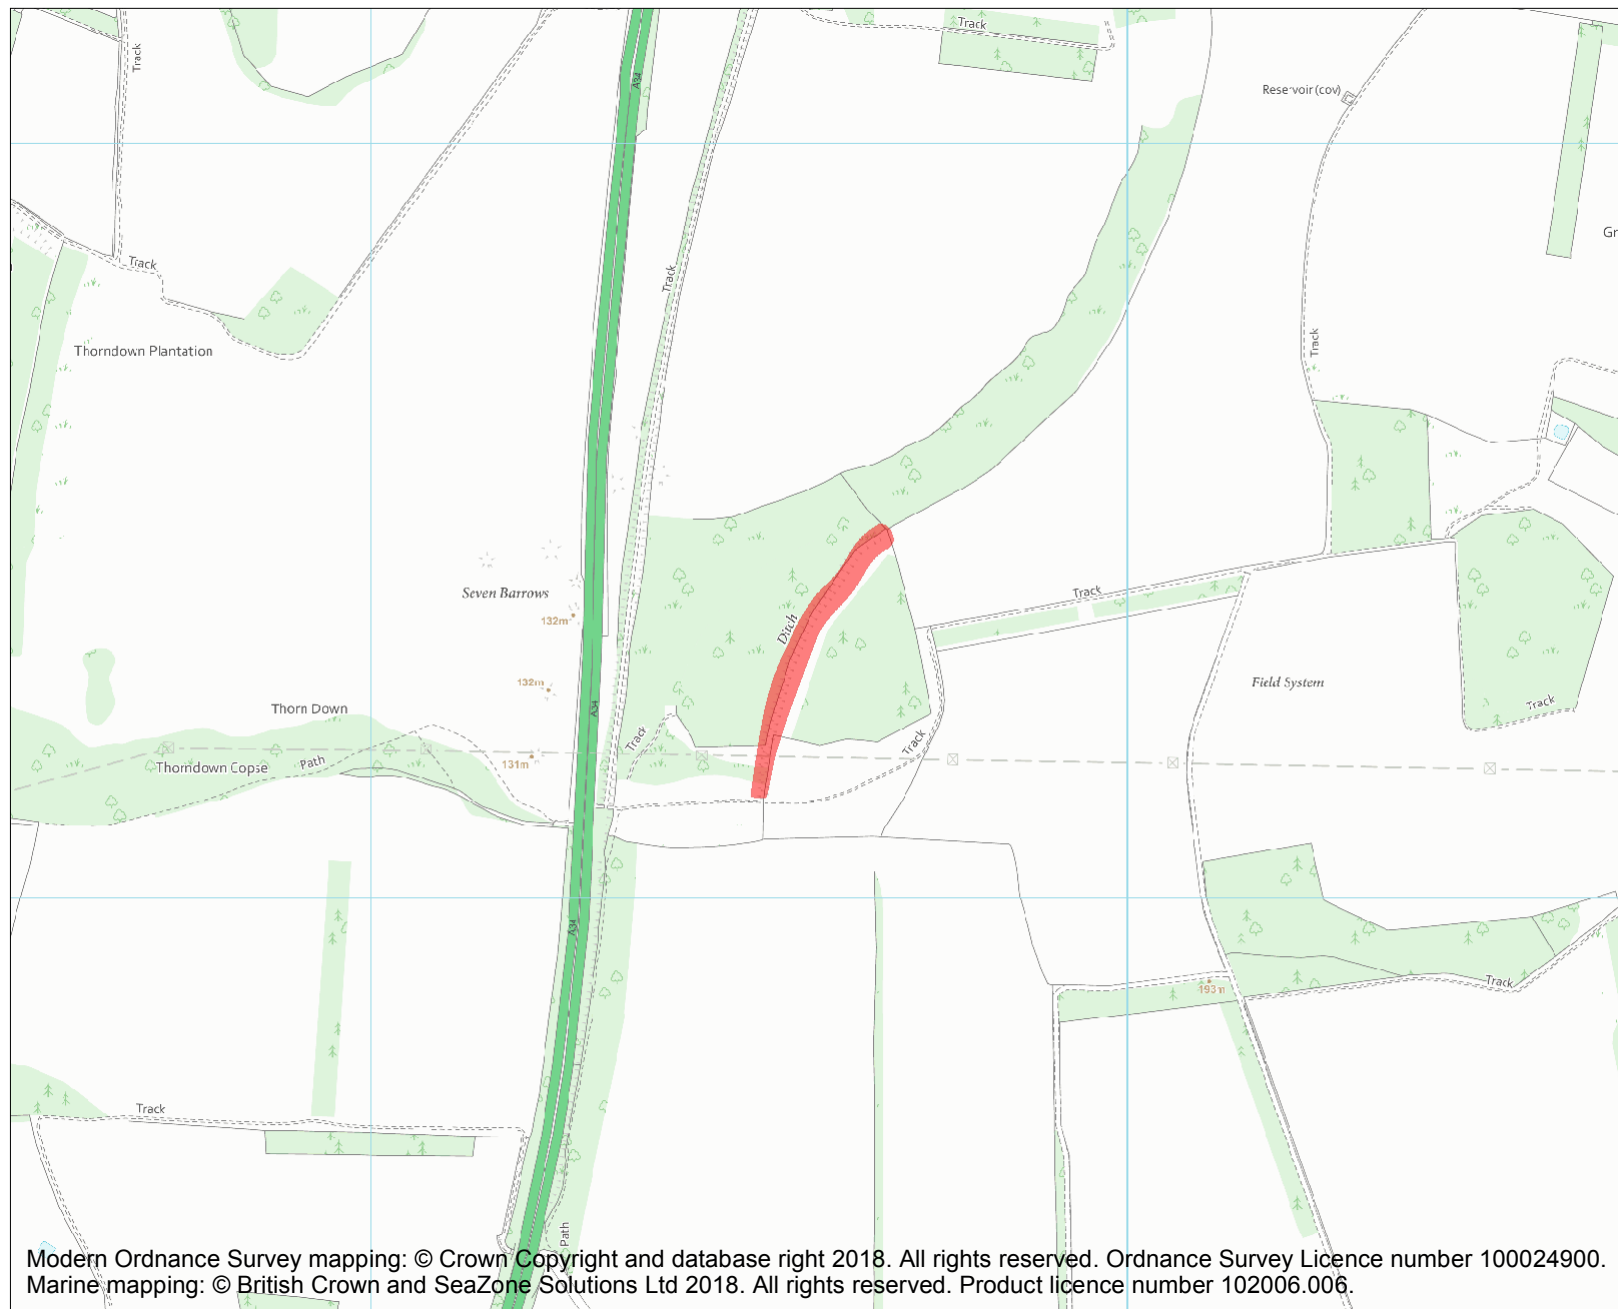 Track
Track
A34
Reservoir (cov)
Gr
Track
Track
Track
Thorndown Plantation
Seven Barrows
132m
Ditch
Track
132m
Field System
Thorn Down
A34
Track
Track
Track
Thorndown Copse
Path
131m
A34
193m
Track
Track
Path
Modern Ordnance Survey mapping: © Crown Copyright and database right 2018. All rights reserved. Ordnance Survey Licence number 100024900.
Marine mapping: © British Crown and SeaZone Solutions Ltd 2018. All rights reserved. Product licence number 102006.006.